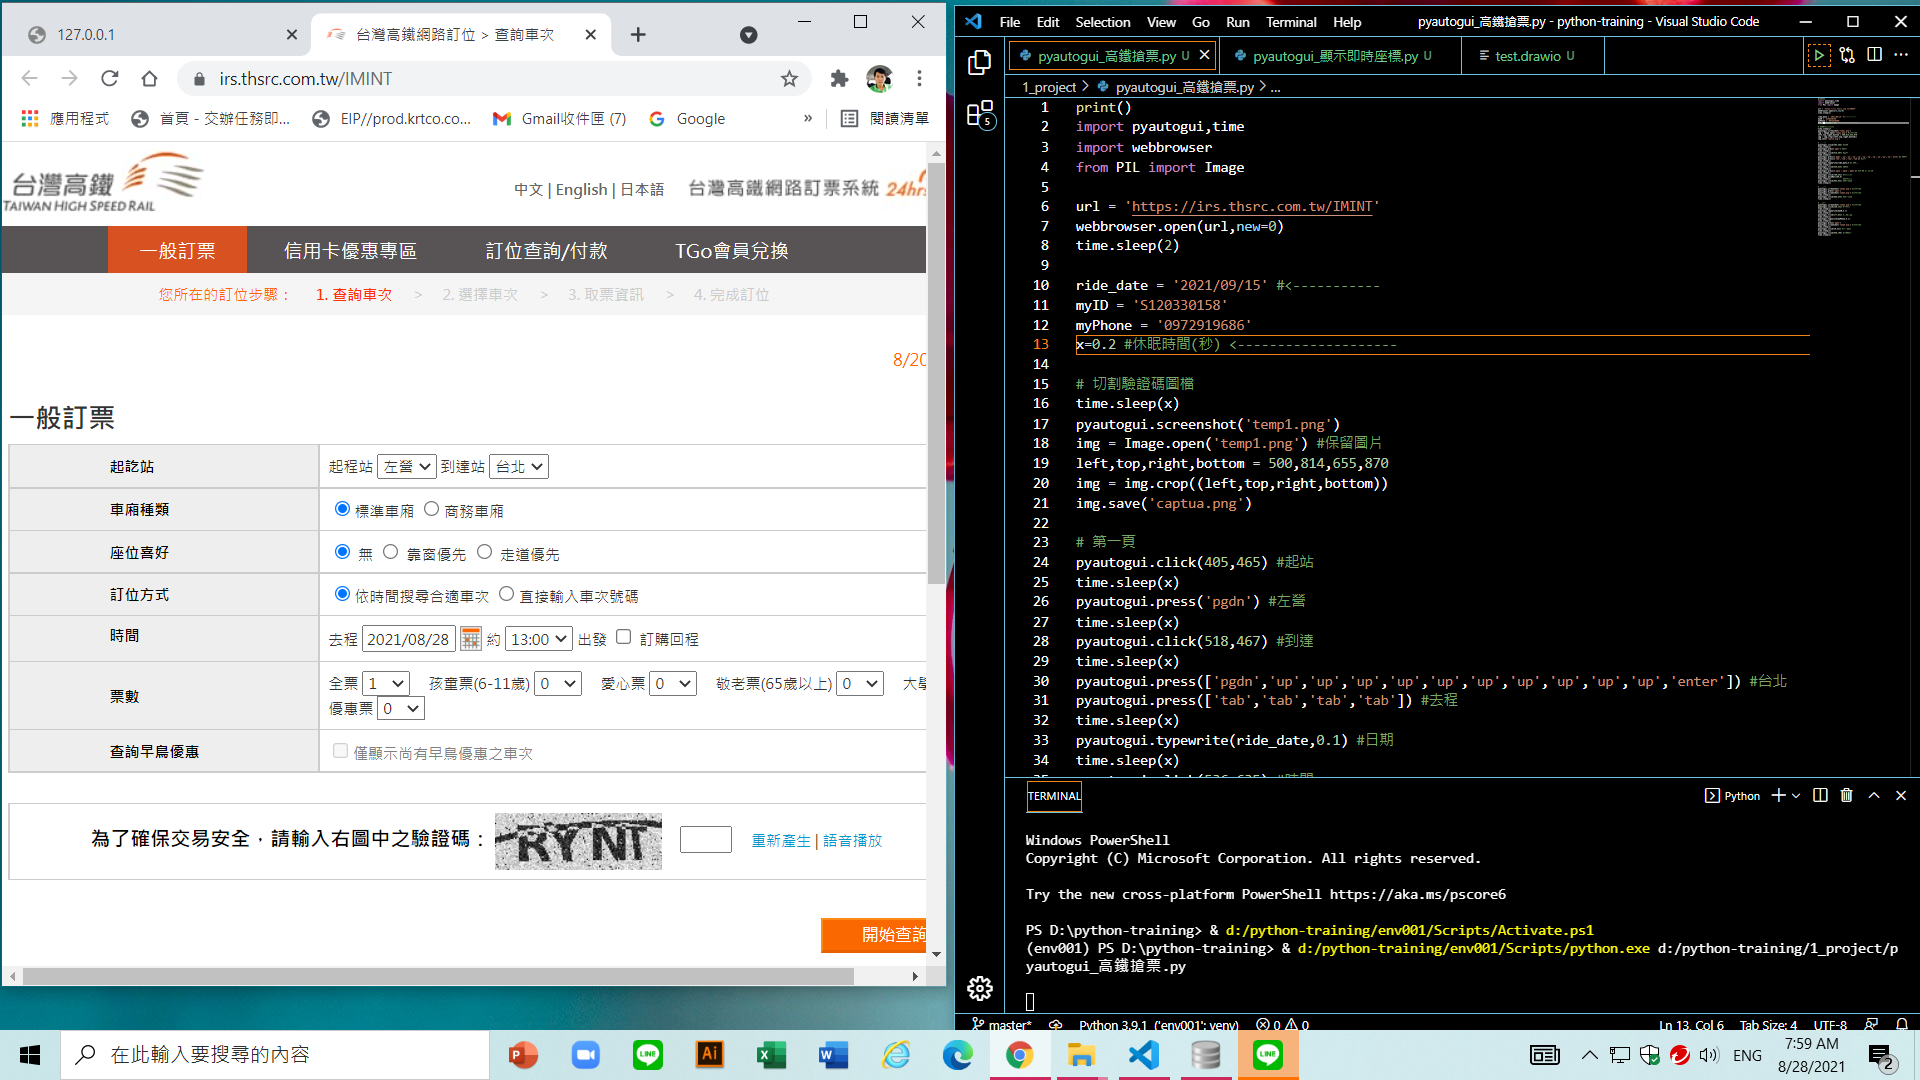 127.0.0.1
台灣高鐵網路訂位 > 查詢車次
irs.thsrc.com.tw/IMINT
應用程式
首頁 - 交辦任務即...
EIP//prod.krtco.co...
Gmail收件匣 (7)
Google
»
閱讀清單
台灣高鐵
TAIWAN HIGH SPEED RAIL
中文 | English | 日本語
台灣高鐵網路訂票系統 24hr
一般訂票
信用卡優惠專區
訂位查詢/付款
TGo會員兌換
您所在的訂位步驟：
1. 查詢車次 > 2. 選擇車次 > 3. 取票資訊 > 4. 完成訂位
8/20
一般訂票
起訖站
起程站 左營 到達站 台北
車廂種類
標準車廂 商務車廂
座位喜好
無 靠窗優先 走道優先
訂位方式
依時間搜尋合適車次 直接輸入車次號碼
時間
去程 2021/08/28 約 13:00 出發 訂購回程
票數
全票 1 孩童票(6-11歲) 0 愛心票 0 敬老票(65歲以上) 0 大學
優惠票 0
查詢早鳥優惠
僅顯示尚有早鳥優惠之車次
為了確保交易安全，請輸入右圖中之驗證碼：
RYNT
重新產生 | 語音播放
開始查詢
File Edit Selection View Go Run Terminal Help
pyautogui_高鐵搶票.py - python-training - Visual Studio Code
pyautogui_高鐵搶票.py U
pyautogui_顯示即時座標.py U
test.drawio U
1_project > pyautogui_高鐵搶票.py > ...
5
1 print()
2 import pyautogui,time
3 import webbrowser
4 from PIL import Image
5
6 url = 'https://irs.thsrc.com.tw/IMINT'
7 webbrowser.open(url,new=0)
8 time.sleep(2)
9
10 ride_date = '2021/09/15' #<-----------
11 myID = 'S120330158'
12 myPhone = '0972919686'
13 x=0.2 #休眠時間(秒) <--------------------
14
15 # 切割驗證碼圖檔
16 time.sleep(x)
17 pyautogui.screenshot('temp1.png')
18 img = Image.open('temp1.png') #保留圖片
19 left,top,right,bottom = 500,814,655,870
20 img = img.crop((left,top,right,bottom))
21 img.save('captua.png')
22
23 # 第一頁
24 pyautogui.click(405,465) #起站
25 time.sleep(x)
26 pyautogui.press('pgdn') #左營
27 time.sleep(x)
28 pyautogui.click(518,467) #到達
29 time.sleep(x)
30 pyautogui.press(['pgdn','up','up','up','up','up','up','up','up','up','up','enter']) #台北
31 pyautogui.press(['tab','tab','tab','tab']) #去程
32 time.sleep(x)
33 pyautogui.typewrite(ride_date,0.1) #日期
34 time.sleep(x)
TERMINAL
Python
Windows PowerShell
Copyright (C) Microsoft Corporation. All rights reserved.
Try the new cross-platform PowerShell https://aka.ms/pscore6
PS D:\python-training> & d:/python-training/env001/Scripts/Activate.ps1
(env001) PS D:\python-training> & d:/python-training/env001/Scripts/python.exe d:/python-training/1_project/p
yautogui_高鐵搶票.py
master*
Python 3.9.1 ('env001': venv)
0 0
Ln 13, Col 6 Tab Size: 4 UTF-8
在此輸入要搜尋的內容
LINE
Ai
LINE
ENG
7:59 AM
8/28/2021
2